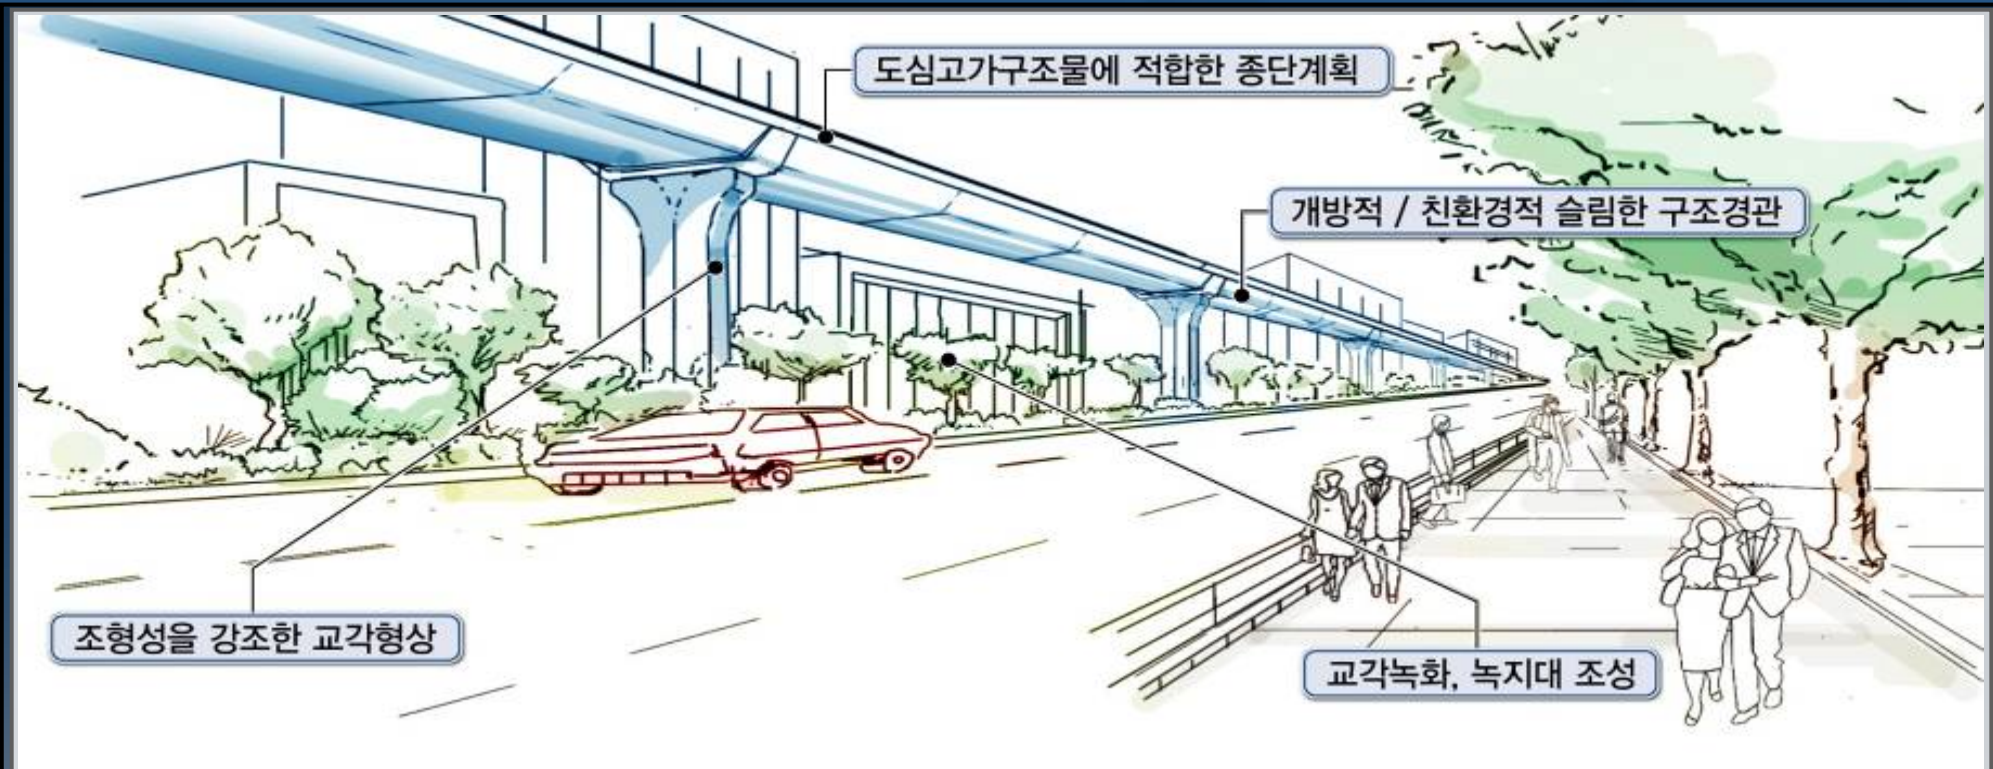 도심고가구조물에 적합한 종단계획
개방적 / 친환경적 슬림한 구조경관
조형성을 강조한 교각형상
교각녹화, 녹지대 조성